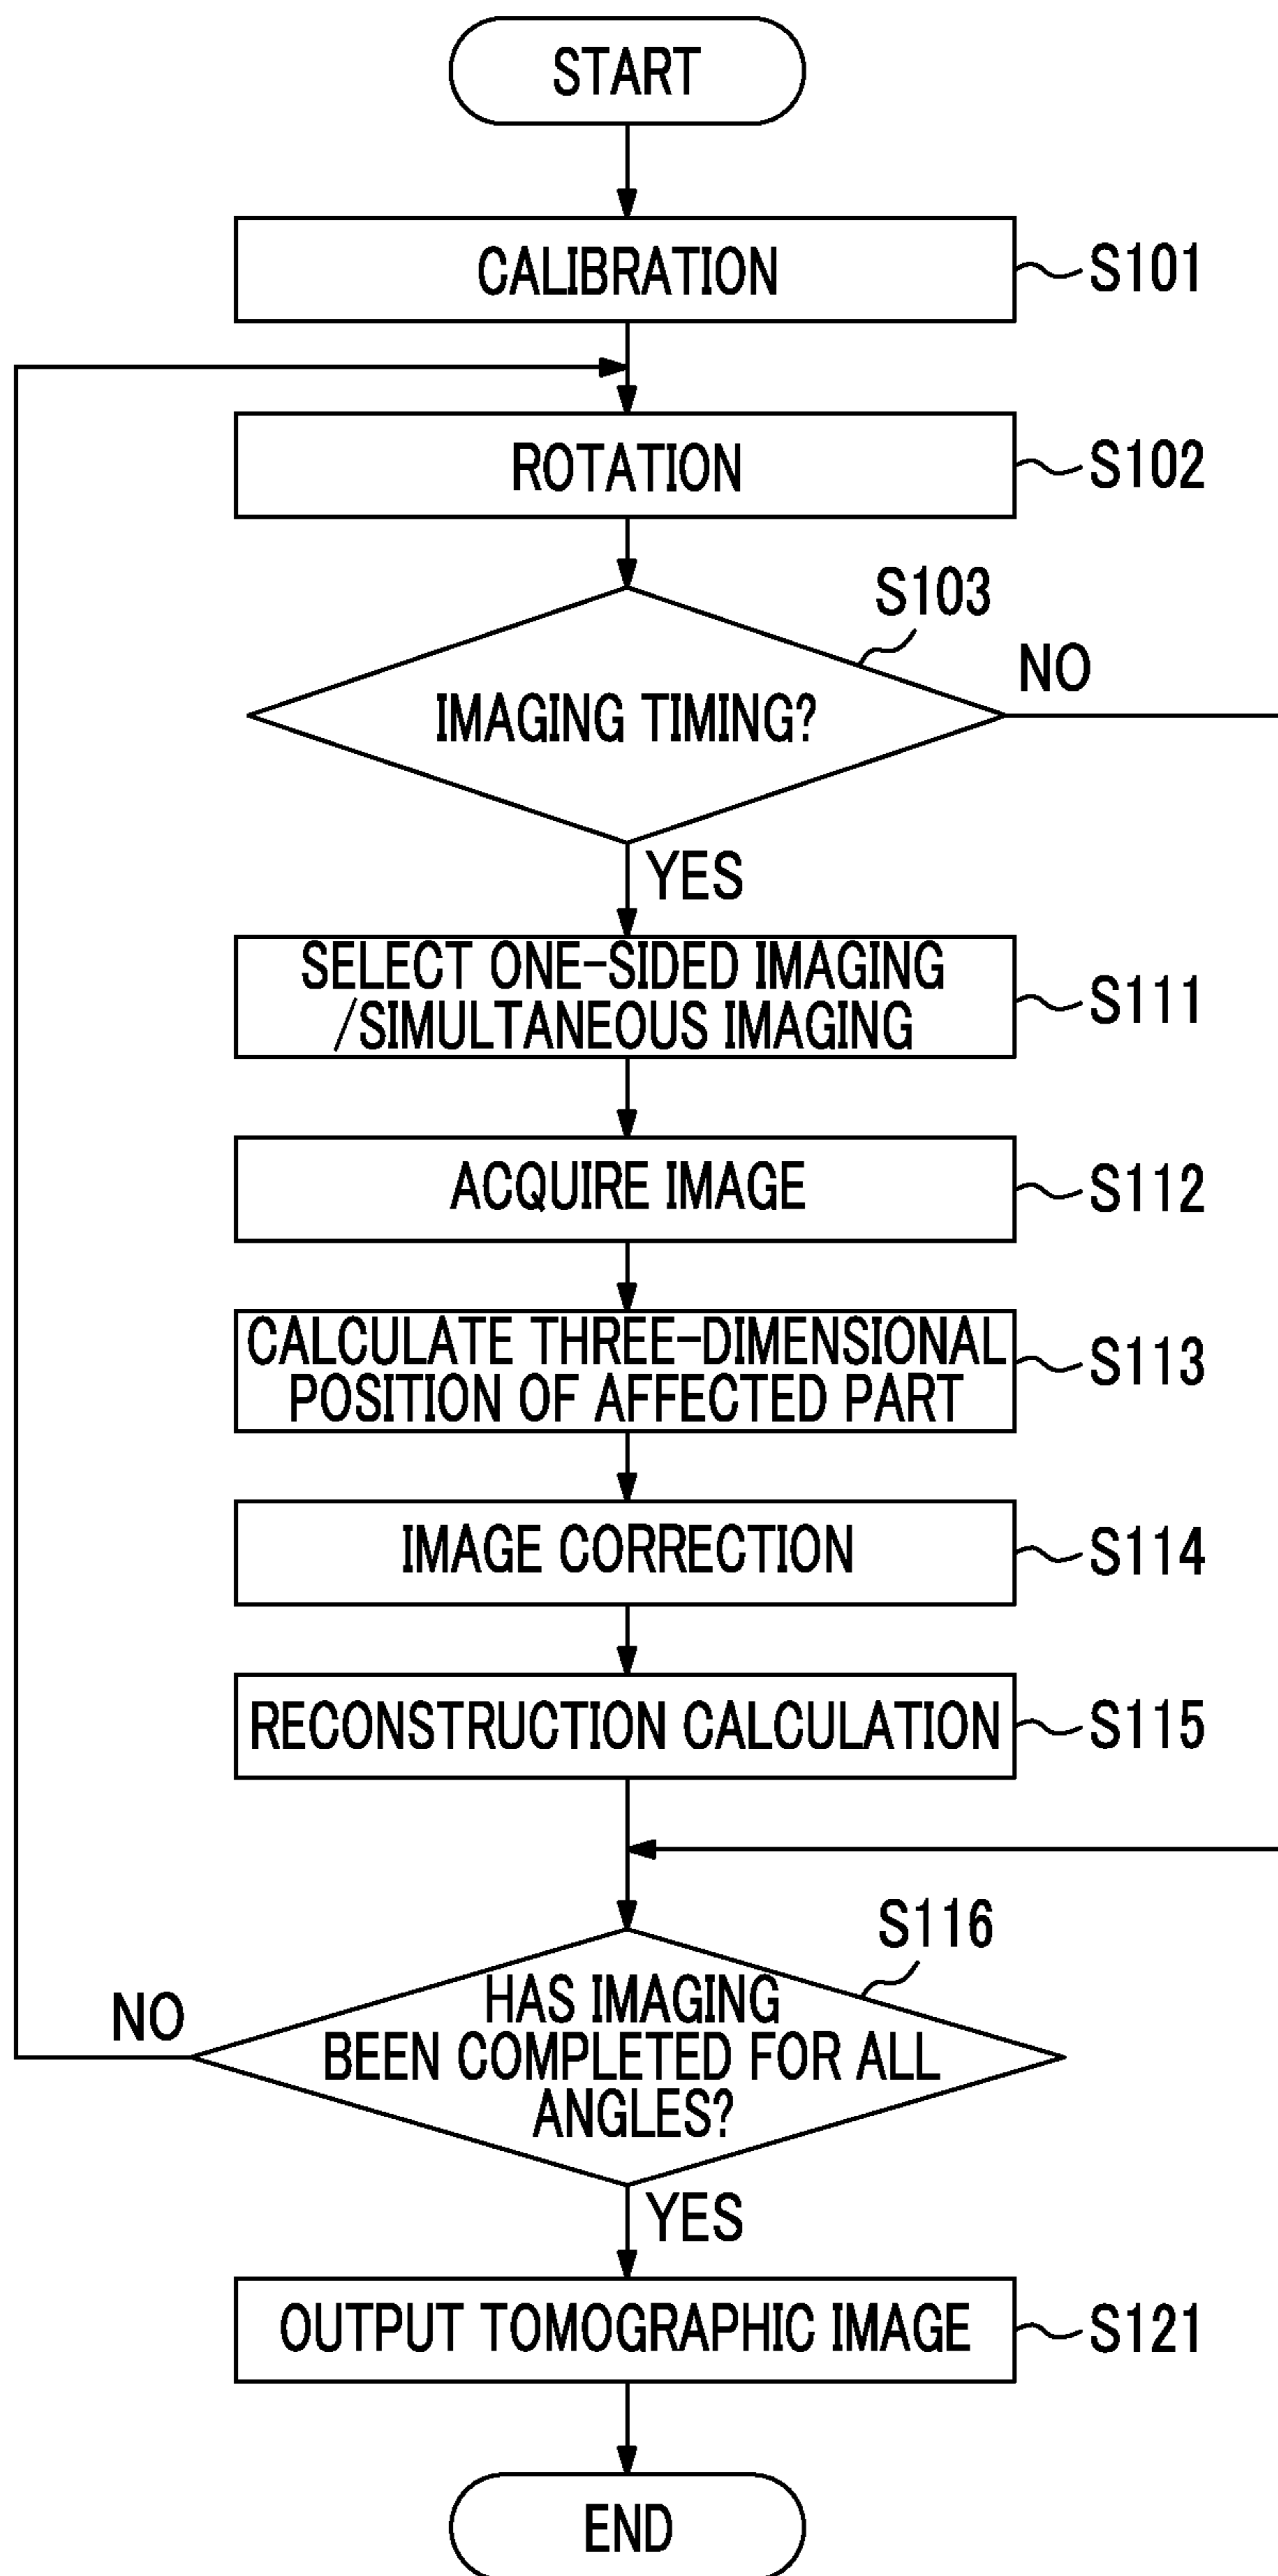 START
CALIBRATION
S101
ROTATION
S102
S103
IMAGING TIMING?
NO
YES
SELECT ONE-SIDED IMAGING
/SIMULTANEOUS IMAGING
S111
ACQUIRE IMAGE
S112
CALCULATE THREE-DIMENSIONAL
POSITION OF AFFECTED PART
S113
IMAGE CORRECTION
S114
RECONSTRUCTION CALCULATION
S115
S116
HAS IMAGING
BEEN COMPLETED FOR ALL
ANGLES?
NO
YES
OUTPUT TOMOGRAPHIC IMAGE
S121
END